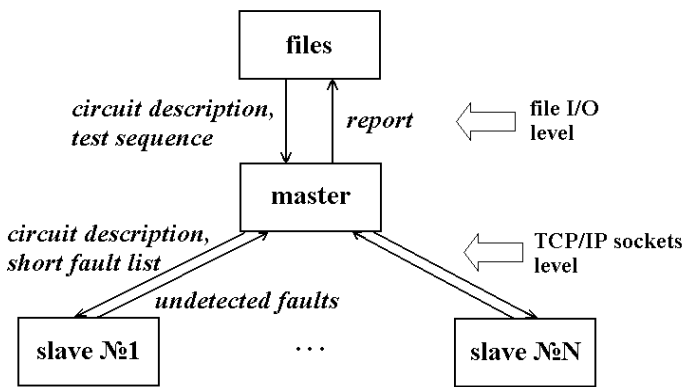 files
circuit description,
test sequence
report
file I/O
level
master
circuit description,
short fault list
TCP/IP sockets
level
undetected faults
slave №1
...
slave №N